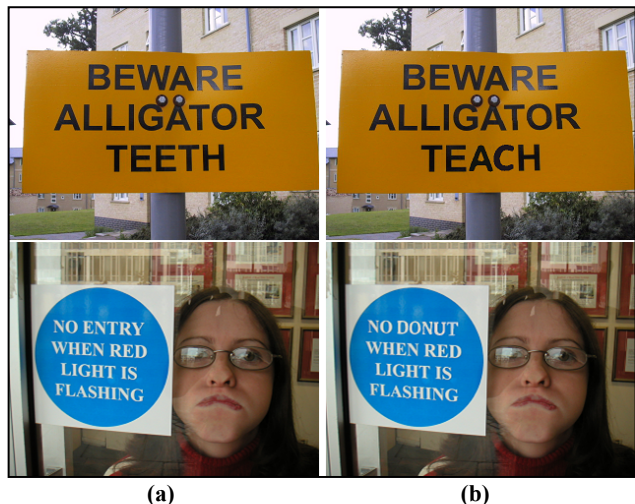 BEWARE
ALLIGATOR
TEETH
BEWARE
ALLIGATOR
TEACH
NO ENTRY
WHEN RED
LIGHT IS
FLASHING
NO DONUT
WHEN RED
LIGHT IS
FLASHING
(a)
(b)